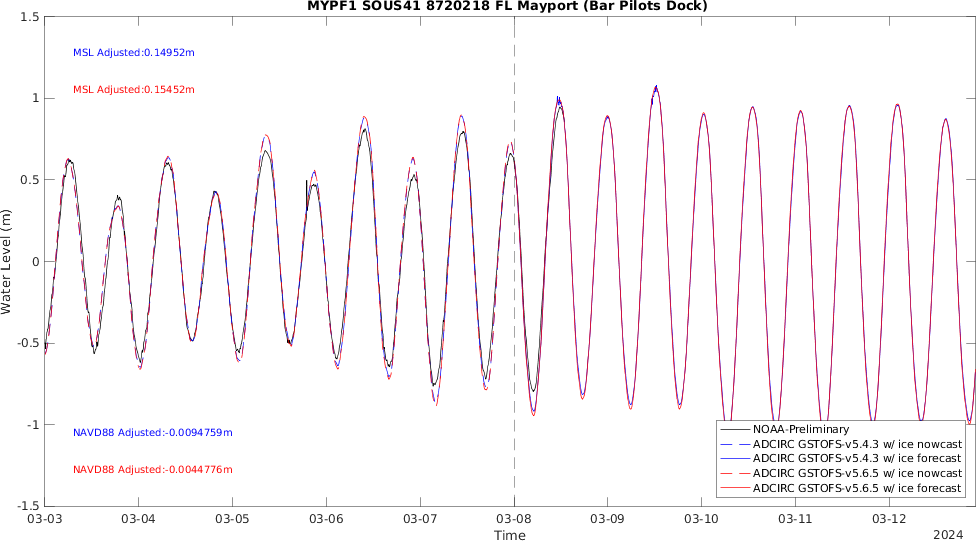 MYPF1 SOUS41 8720218 FL Mayport (Bar Pilots Dock)
1.5
1
0.5
0
-0.5
-1
-1.5
Water Level (m)
MSL Adjusted:0.14952m
MSL Adjusted:0.15452m
NAVD88 Adjusted:-0.0094759m
NAVD88 Adjusted:-0.0044776m
NOAA-Preliminary
ADCIRC GSTOFS-v5.4.3 w/ ice nowcast
ADCIRC GSTOFS-v5.4.3 w/ ice forecast
ADCIRC GSTOFS-v5.6.5 w/ ice nowcast
ADCIRC GSTOFS-v5.6.5 w/ ice forecast
03-03 03-04 03-05 03-06 03-07 03-08 03-09 03-10 03-11 03-12
Time
2024